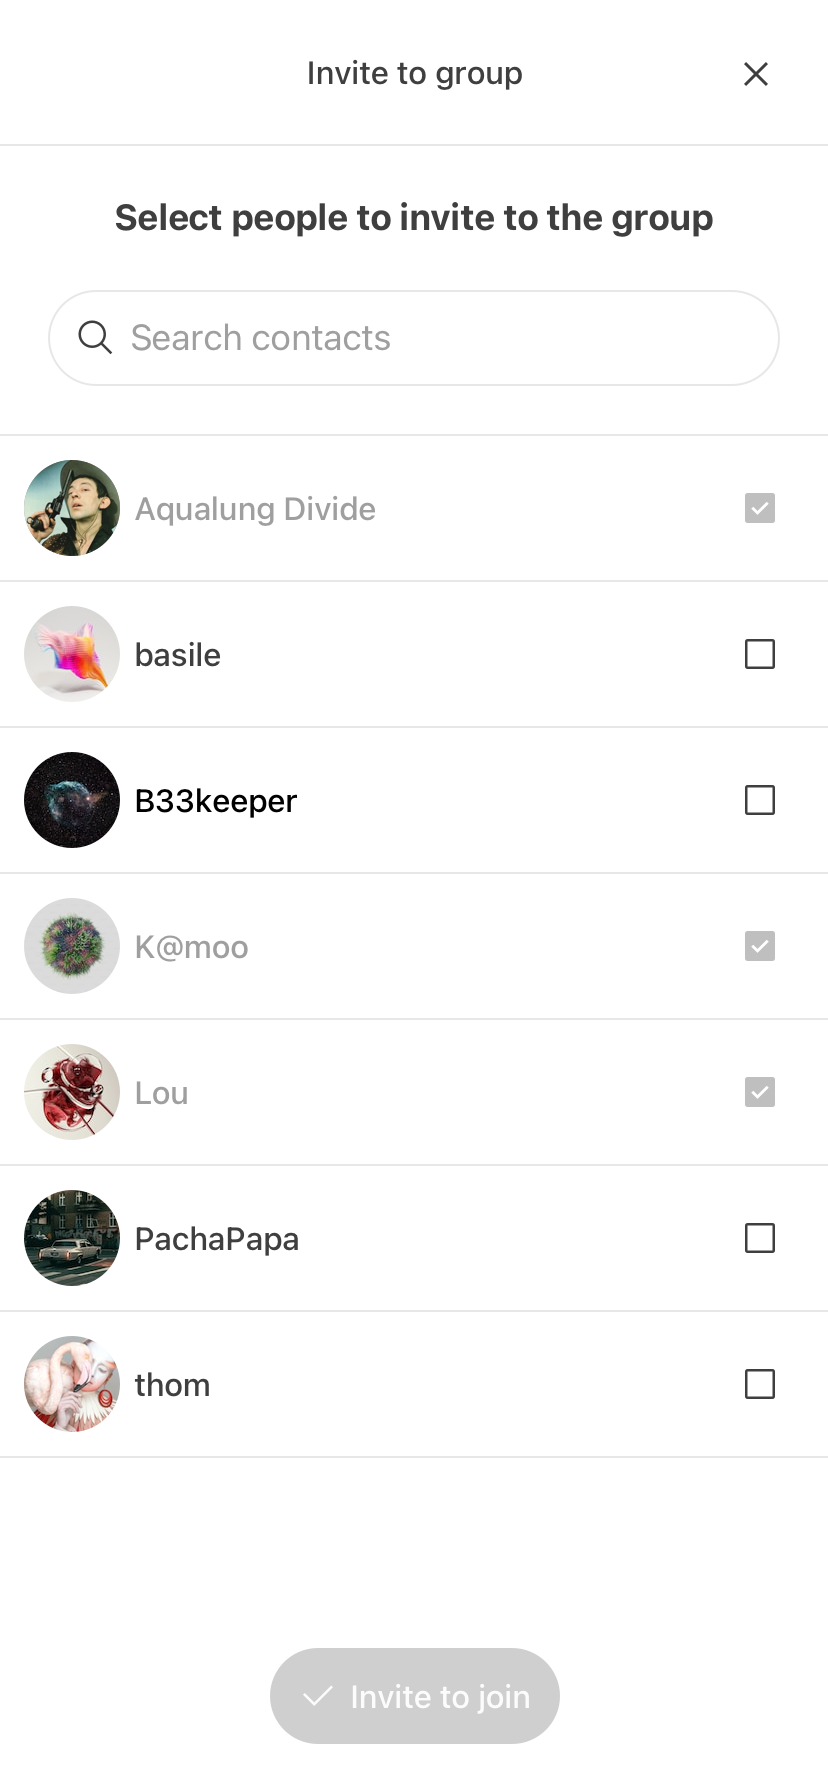 Invite to group
Select people to invite to the group
Search contacts
Aqualung Divide
basile
B33keeper
K@moo
Lou
PachaPapa
thom
Invite to join